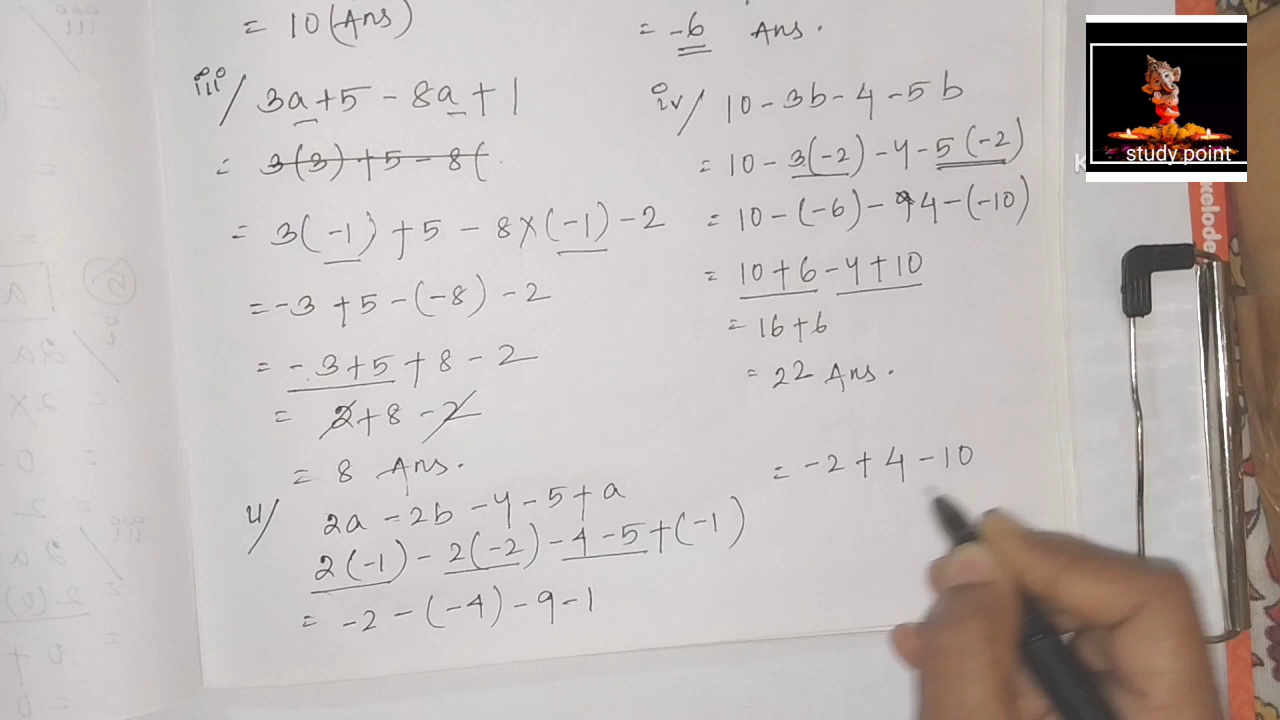 = 10 (Ans)
iii/ 3a + 5 - 8a + 1
= 3(3) + 5 - 8(
= 3(-1) + 5 - 8×(-1) - 2
= -3 + 5 - (-8) - 2
= -3 + 5 + 8 - 2
= 2 + 8 - 2
= 8 Ans.
v/ 2a - 2b - 4 - 5 + a
2(-1) - 2(-2) - 4 - 5 + (-1)
= -2 - (-4) - 9 - 1
= -6 Ans.
iv/ 10 - 3b - 4 - 5b
= 10 - 3(-2) - 4 - 5(-2)
= 10 - (-6) - 4 - (-10)
= 10 + 6 - 4 + 10
= 16 + 6
= 22 Ans.
= -2 + 4 - 10
study point
kelode